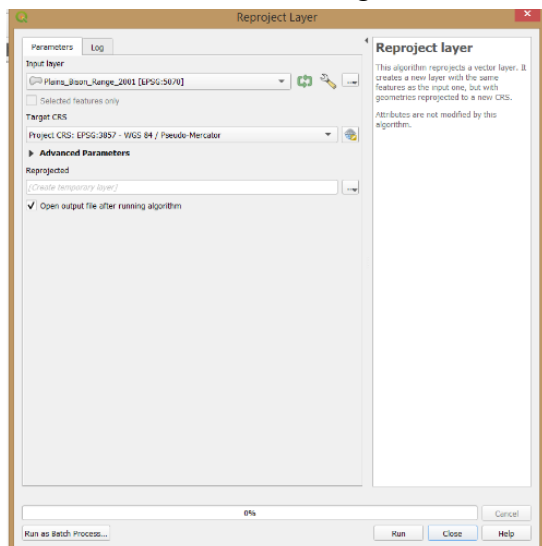 Reproject Layer
Parameters
Log
Input layer
Plains_Bison_Range_2001 [EPSG:5070]
Selected features only
Target CRS
Project CRS: EPSG:3857 - WGS 84 / Pseudo-Mercator
Advanced Parameters
Reprojected
[Create temporary layer]
Open output file after running algorithm
Reproject layer
This algorithm reprojects a vector layer. It
creates a new layer with the same
features as the input one, but with
geometries reprojected to a new CRS.
Attributes are not modified by this
algorithm.
0%
Cancel
Run as Batch Process...
Run
Close
Help